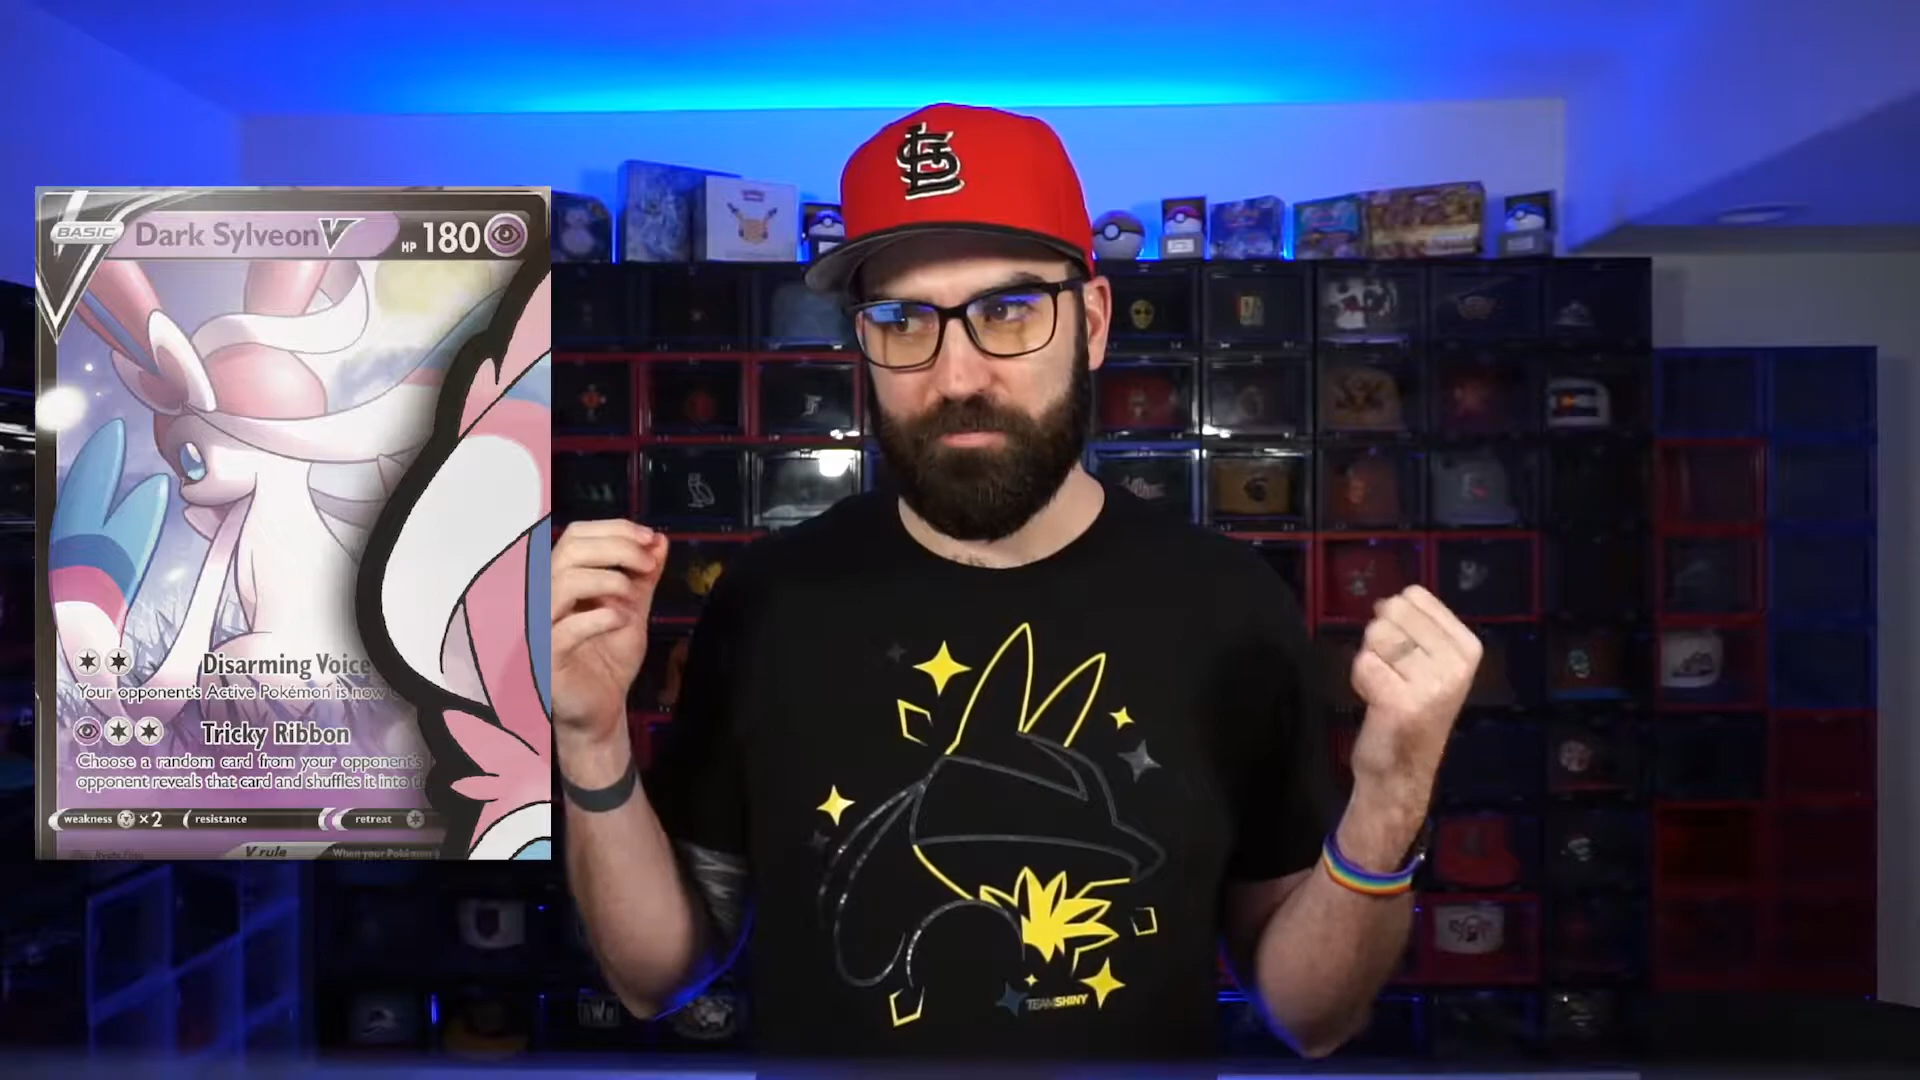 BASIC Dark Sylveon V HP 180
Disarming Voice
Your opponent's Active Pokémon is now
Tricky Ribbon
Choose a random card from your opponent's
opponent reveals that card and shuffles it into
weakness ×2 resistance retreat
V rule When your Pokémon
STL
TEAMSHINY